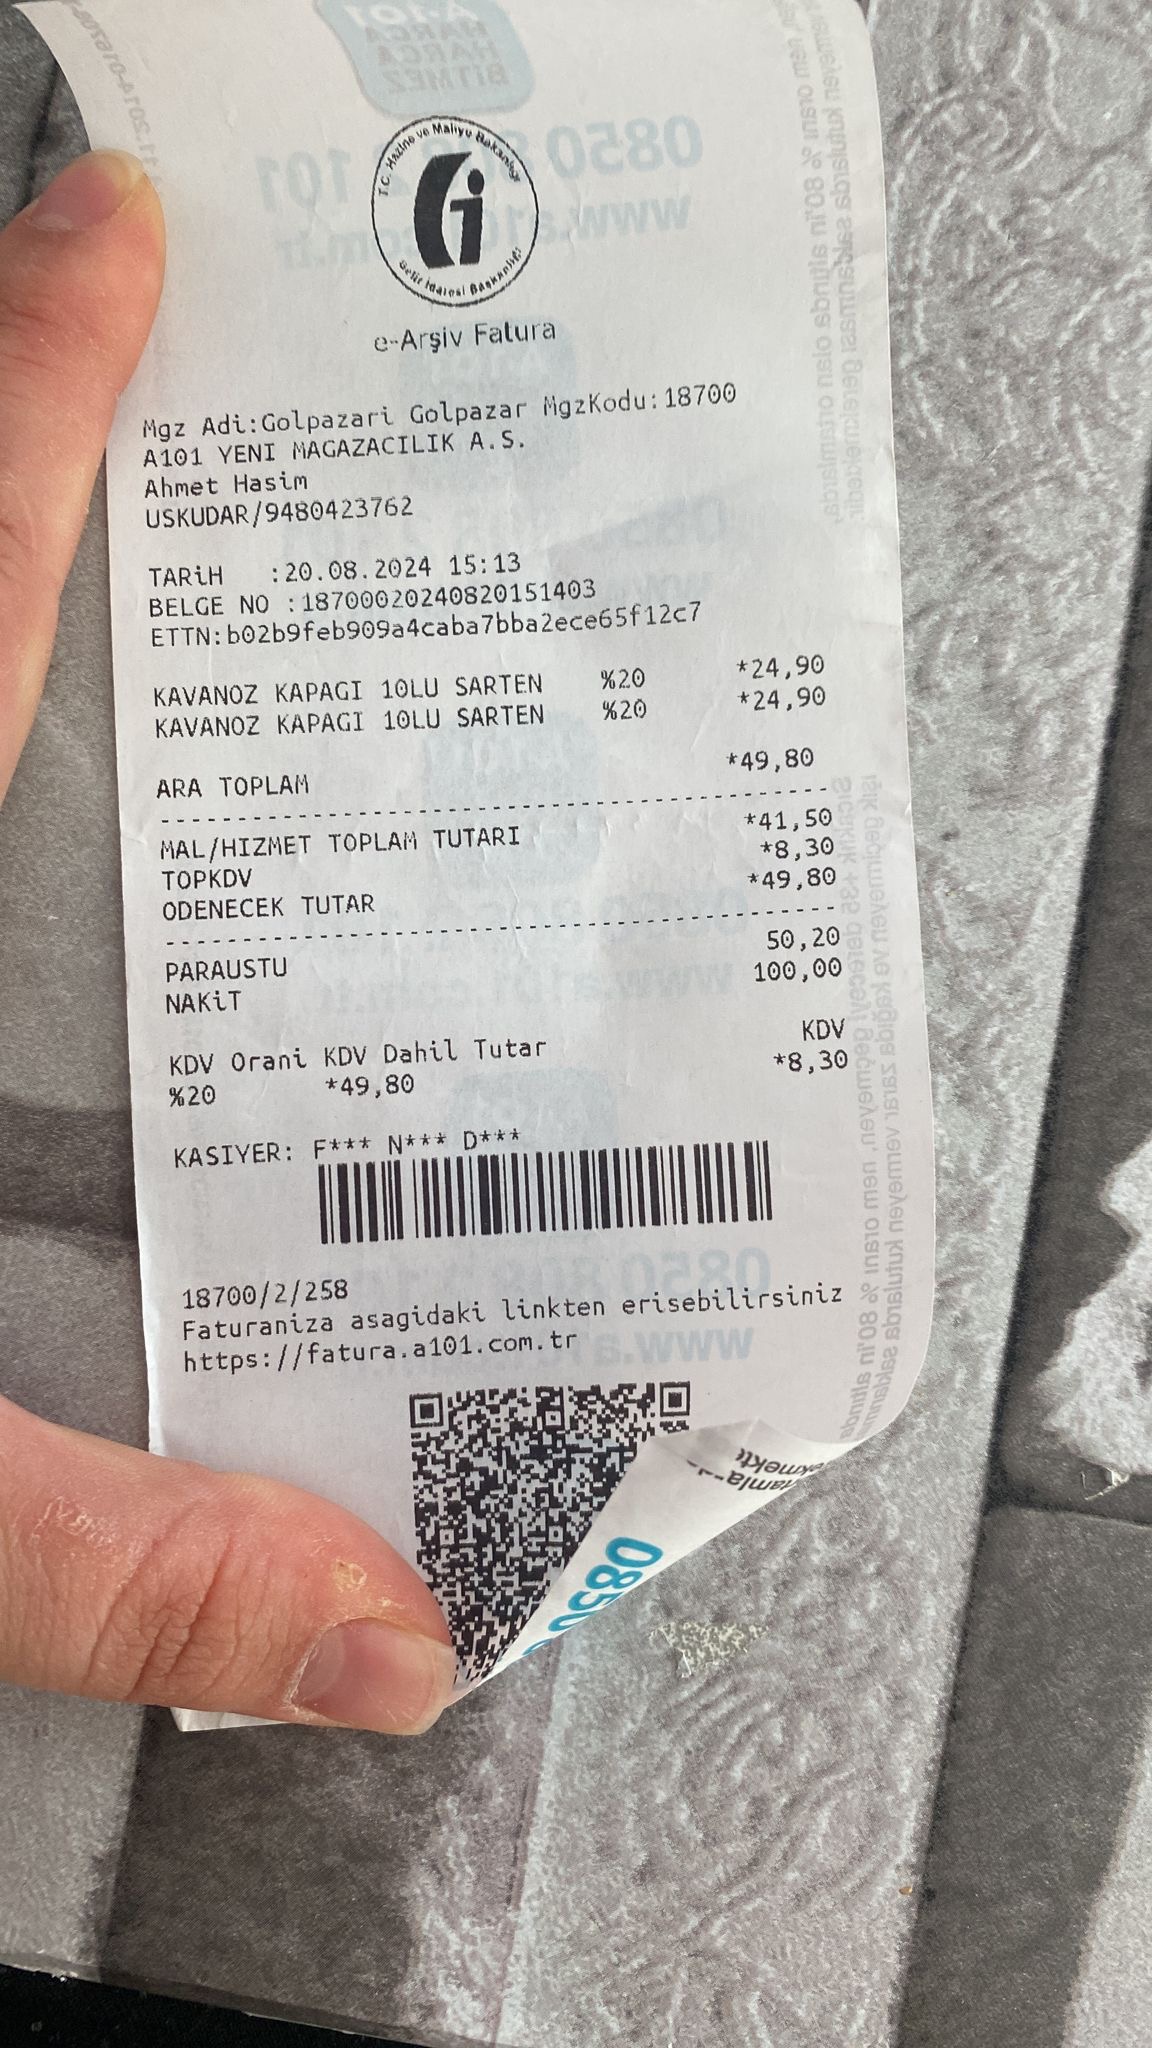 T.C. Hazine ve Maliye Bakanlığı
Gelir İdaresi Başkanlığı
e-Arşiv Fatura
Mgz Adi:Golpazari Golpazar MgzKodu:18700
A101 YENI MAGAZACILIK A.S.
Ahmet Hasim
USKUDAR/9480423762
TARiH :20.08.2024 15:13
BELGE NO :1870002024082015​1403
ETTN:b02b9feb909a4caba7bba2ece65f12c7
KAVANOZ KAPAGI 10LU SARTEN %20 *24,90
KAVANOZ KAPAGI 10LU SARTEN %20 *24,90
ARA TOPLAM *49,80
MAL/HIZMET TOPLAM TUTARI *41,50
TOPKDV *8,30
ODENECEK TUTAR *49,80
PARAUSTU 50,20
NAKiT 100,00
KDV Orani KDV Dahil Tutar KDV
%20 *49,80 *8,30
KASIYER: F*** N*** D***
18700/2/258
Faturaniza asagidaki linkten erisebilirsiniz
https://fatura.a101.com.tr